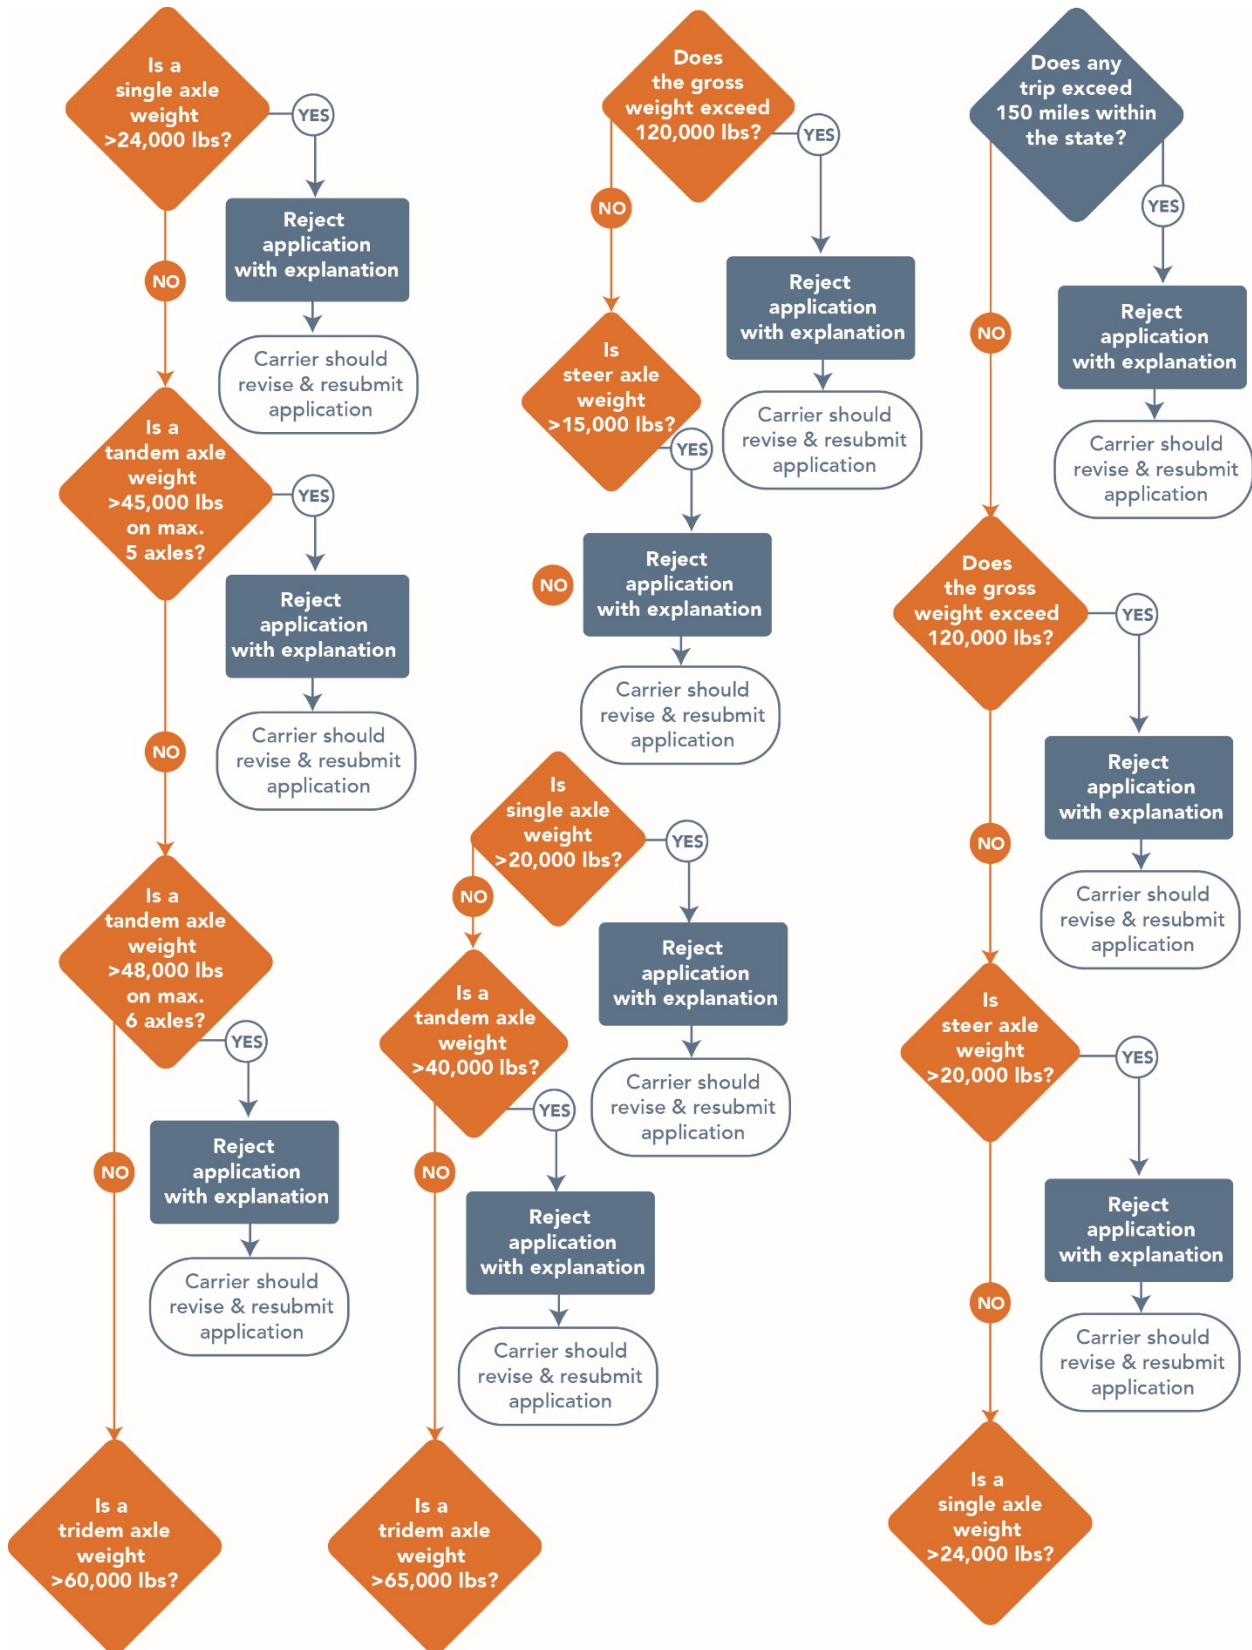 Is a
single axle
weight
>24,000 lbs?
YES
Reject
application
with explanation
Carrier should
revise & resubmit
application
NO
Is a
tandem axle
weight
>45,000 lbs
on max.
5 axles?
YES
Reject
application
with explanation
Carrier should
revise & resubmit
application
NO
Is a
tandem axle
weight
>48,000 lbs
on max.
6 axles?
YES
Reject
application
with explanation
Carrier should
revise & resubmit
application
NO
Is a
tridem axle
weight
>60,000 lbs?
Does
the gross
weight exceed
120,000 lbs?
YES
Reject
application
with explanation
Carrier should
revise & resubmit
application
NO
Is
steer axle
weight
>15,000 lbs?
YES
Reject
application
with explanation
Carrier should
revise & resubmit
application
NO
Is
single axle
weight
>20,000 lbs?
YES
Reject
application
with explanation
Carrier should
revise & resubmit
application
NO
Is a
tandem axle
weight
>40,000 lbs?
YES
Reject
application
with explanation
Carrier should
revise & resubmit
application
NO
Is a
tridem axle
weight
>65,000 lbs?
Does any
trip exceed
150 miles within
the state?
YES
Reject
application
with explanation
Carrier should
revise & resubmit
application
NO
Does
the gross
weight exceed
120,000 lbs?
YES
Reject
application
with explanation
Carrier should
revise & resubmit
application
NO
Is
steer axle
weight
>20,000 lbs?
YES
Reject
application
with explanation
Carrier should
revise & resubmit
application
NO
Is a
single axle
weight
>24,000 lbs?